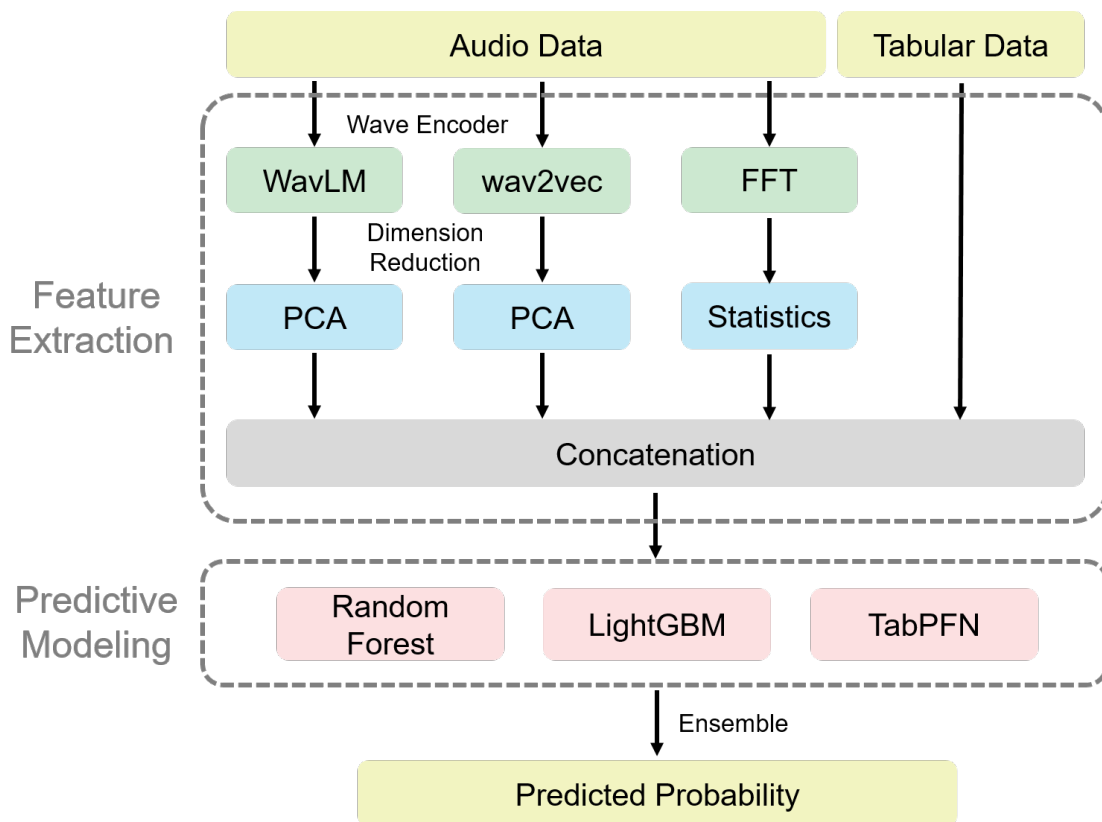 Audio Data
Tabular Data
Wave Encoder
WavLM
wav2vec
FFT
Dimension
Reduction
PCA
PCA
Statistics
Feature
Extraction
Concatenation
Predictive
Modeling
Random
Forest
LightGBM
TabPFN
Ensemble
Predicted Probability